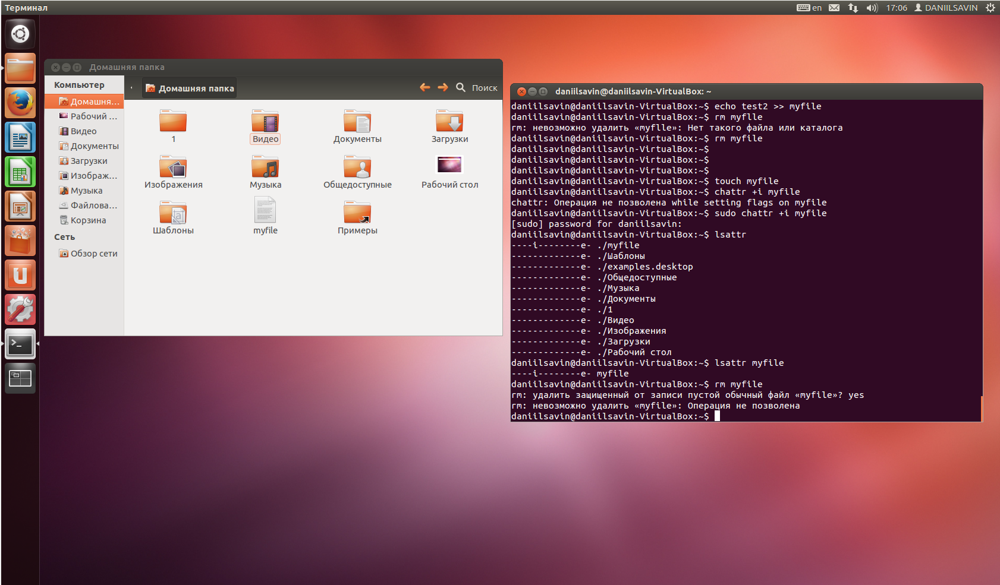 Терминал
en
17:06
DANIILSAVIN
Домашняя папка
Компьютер
Домашня...
Рабочий ...
Видео
Документы
Загрузки
Изображ...
Музыка
Файлова...
Корзина
Сеть
Обзор сети
Домашняя папка
Поиск
1
Видео
Документы
Загрузки
Изображения
Музыка
Общедоступные
Рабочий стол
Шаблоны
myfile
Примеры
daniilsavin@daniilsavin-VirtualBox: ~
daniilsavin@daniilsavin-VirtualBox:~$ echo test2 >> myfile
daniilsavin@daniilsavin-VirtualBox:~$ rm myflle
rm: невозможно удалить «myflle»: Нет такого файла или каталога
daniilsavin@daniilsavin-VirtualBox:~$ rm myfile
daniilsavin@daniilsavin-VirtualBox:~$
daniilsavin@daniilsavin-VirtualBox:~$
daniilsavin@daniilsavin-VirtualBox:~$
daniilsavin@daniilsavin-VirtualBox:~$ touch myfile
daniilsavin@daniilsavin-VirtualBox:~$ chattr +i myfile
chattr: Операция не позволена while setting flags on myfile
daniilsavin@daniilsavin-VirtualBox:~$ sudo chattr +i myfile
[sudo] password for daniilsavin:
daniilsavin@daniilsavin-VirtualBox:~$ lsattr
----i--------e- ./myfile
-------------e- ./Шаблоны
-------------e- ./examples.desktop
-------------e- ./Общедоступные
-------------e- ./Музыка
-------------e- ./Документы
-------------e- ./1
-------------e- ./Видео
-------------e- ./Изображения
-------------e- ./Загрузки
-------------e- ./Рабочий стол
daniilsavin@daniilsavin-VirtualBox:~$ lsattr myfile
----i--------e- myfile
daniilsavin@daniilsavin-VirtualBox:~$ rm myfile
rm: удалить защищенный от записи пустой обычный файл «myfile»? yes
rm: невозможно удалить «myfile»: Операция не позволена
daniilsavin@daniilsavin-VirtualBox:~$